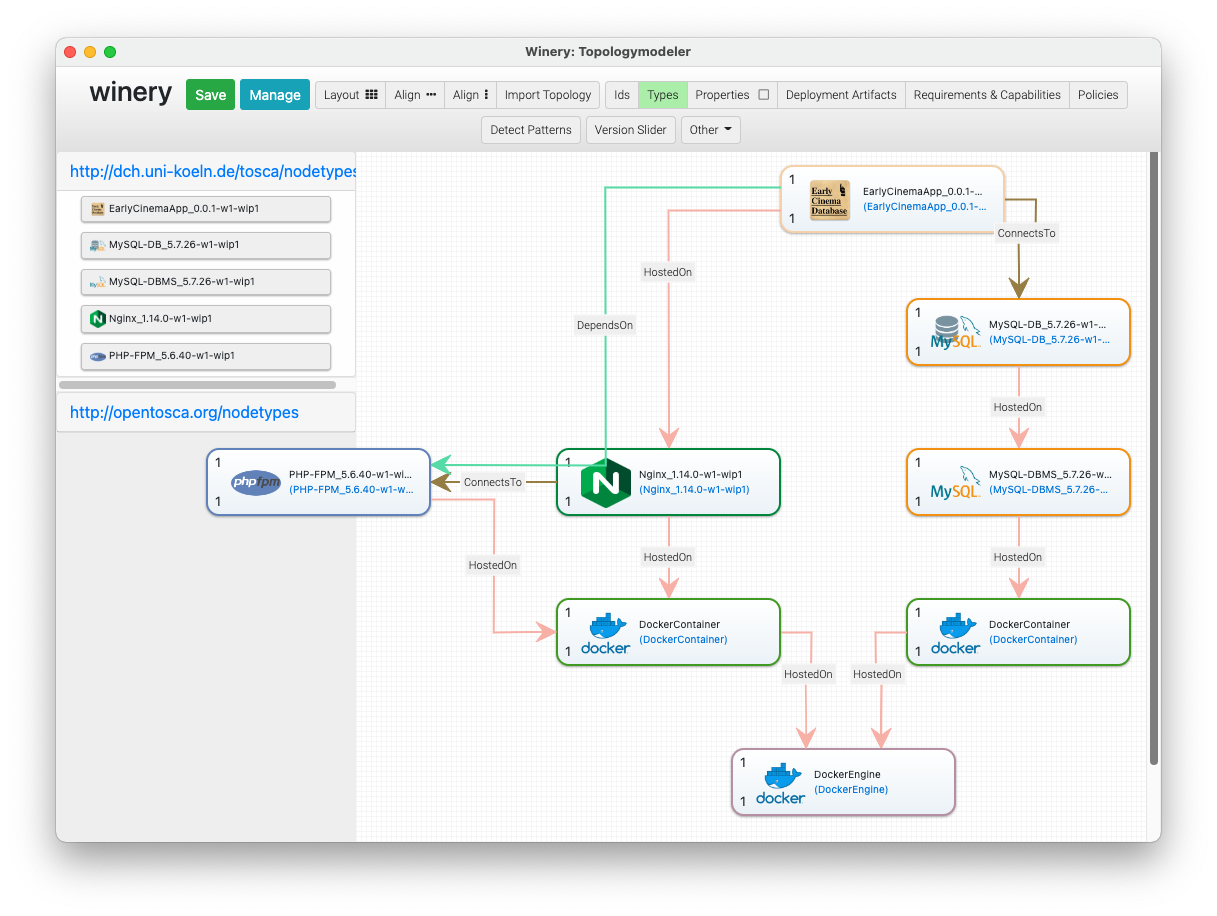 Winery: Topologymodeler
winery Save Manage Layout Align Align Import Topology Ids Types Properties Deployment Artifacts Requirements & Capabilities Policies
Detect Patterns Version Slider Other
http://dch.uni-koeln.de/tosca/nodetypes
EarlyCinemaApp_0.0.1-w1-wip1
MySQL-DB_5.7.26-w1-wip1
MySQL-DBMS_5.7.26-w1-wip1
Nginx_1.14.0-w1-wip1
PHP-FPM_5.6.40-w1-wip1
http://opentosca.org/nodetypes
1
Early
Cinema
Database
EarlyCinemaApp_0.0.1-...
(EarlyCinemaApp_0.0.1-...
1
ConnectsTo
HostedOn
DependsOn
1
MySQL
MySQL-DB_5.7.26-w1-...
(MySQL-DB_5.7.26-w1-...
1
HostedOn
1
php fpm
PHP-FPM_5.6.40-w1-wi...
(PHP-FPM_5.6.40-w1-w...
1
ConnectsTo
1
N
Nginx_1.14.0-w1-wip1
(Nginx_1.14.0-w1-wip1)
1
1
MySQL
MySQL-DBMS_5.7.26-w...
(MySQL-DBMS_5.7.26-...
1
HostedOn
HostedOn
HostedOn
1
docker
DockerContainer
(DockerContainer)
1
1
docker
DockerContainer
(DockerContainer)
1
HostedOn
HostedOn
1
docker
DockerEngine
(DockerEngine)
1